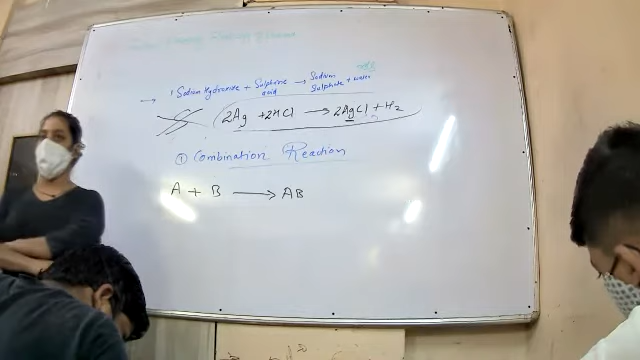 → 1 Sodium Hydroxide + Sulphuric acid → Sodium Sulphate + water
2Ag + 2HCl → 2AgCl + H₂
① Combination Reaction
A + B → AB